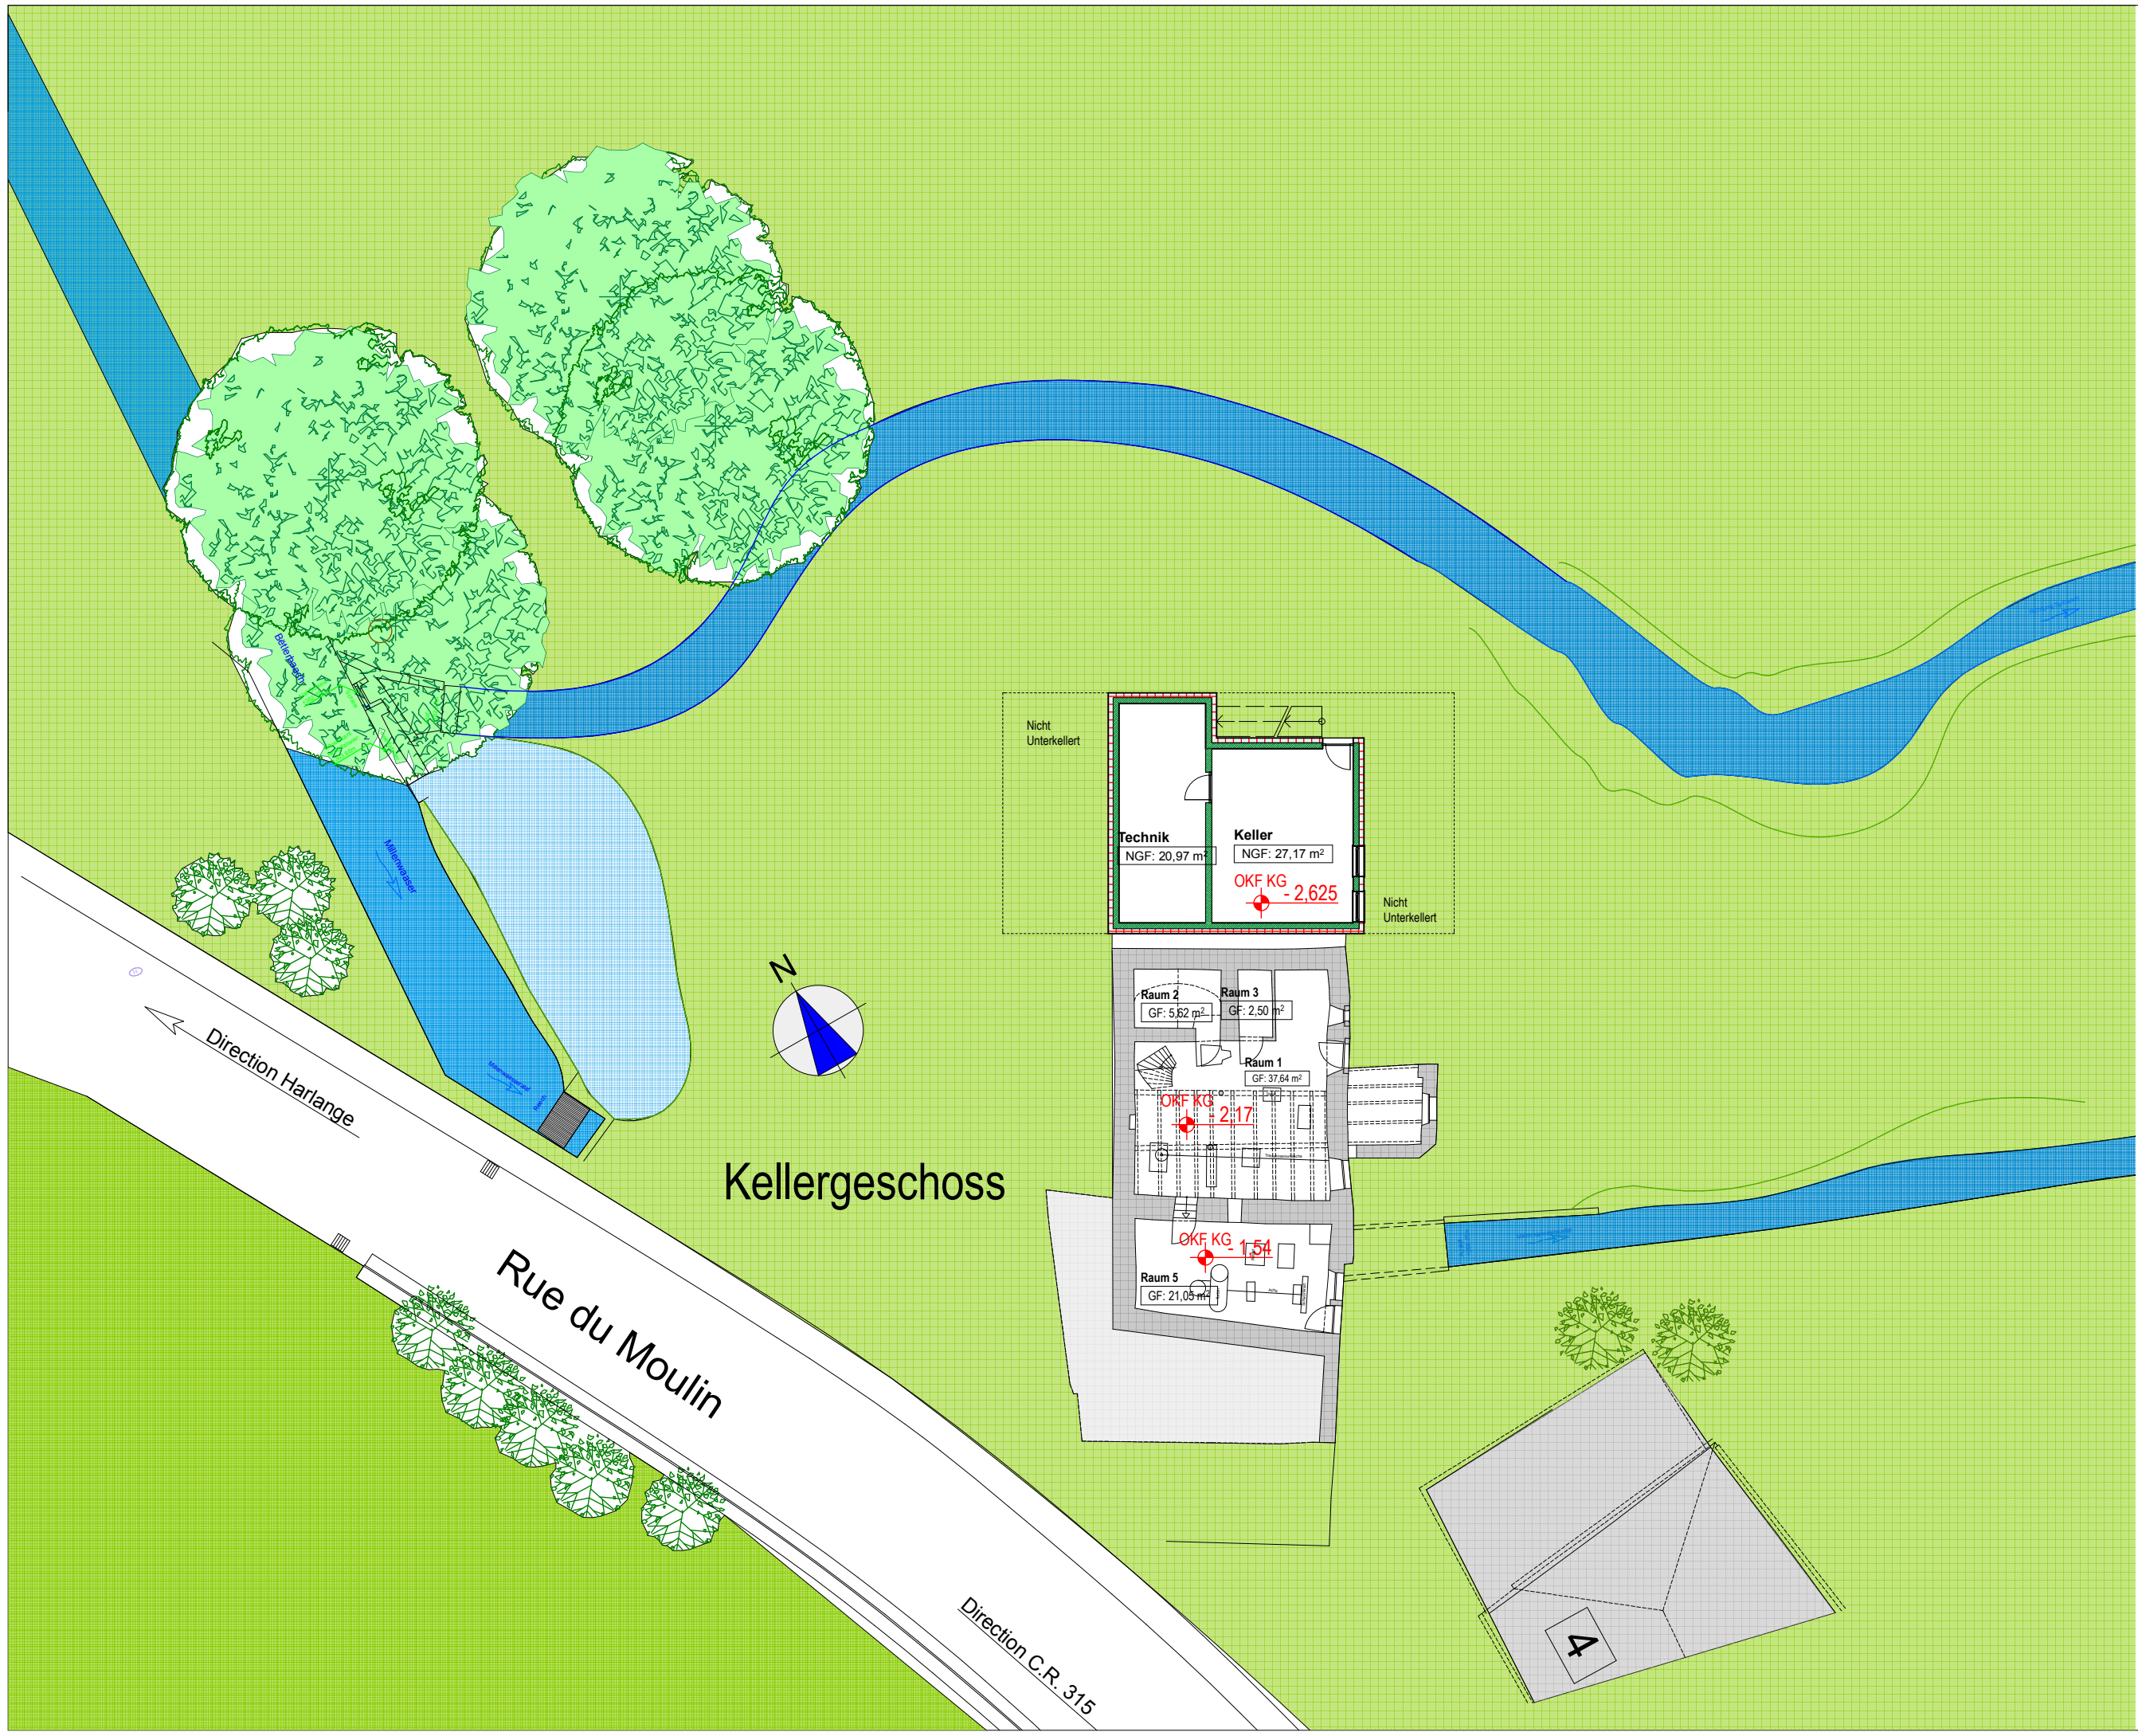 Betlerbaach
Nicht
Unterkellert
Technik
NGF: 20,97 m²
Keller
NGF: 27,17 m²
OKF KG
- 2,625
Nicht
Unterkellert
Millenwaaser
N
Direction Harlange
Raum 2
GF: 5,62 m²
Raum 3
GF: 2,50 m²
Raum 1
GF: 37,64 m²
OKF KG
- 2,17
Kellergeschoss
OKF KG
- 1,54
Raum 5
GF: 21,05 m²
Rue du Moulin
Direction C.R. 315
4